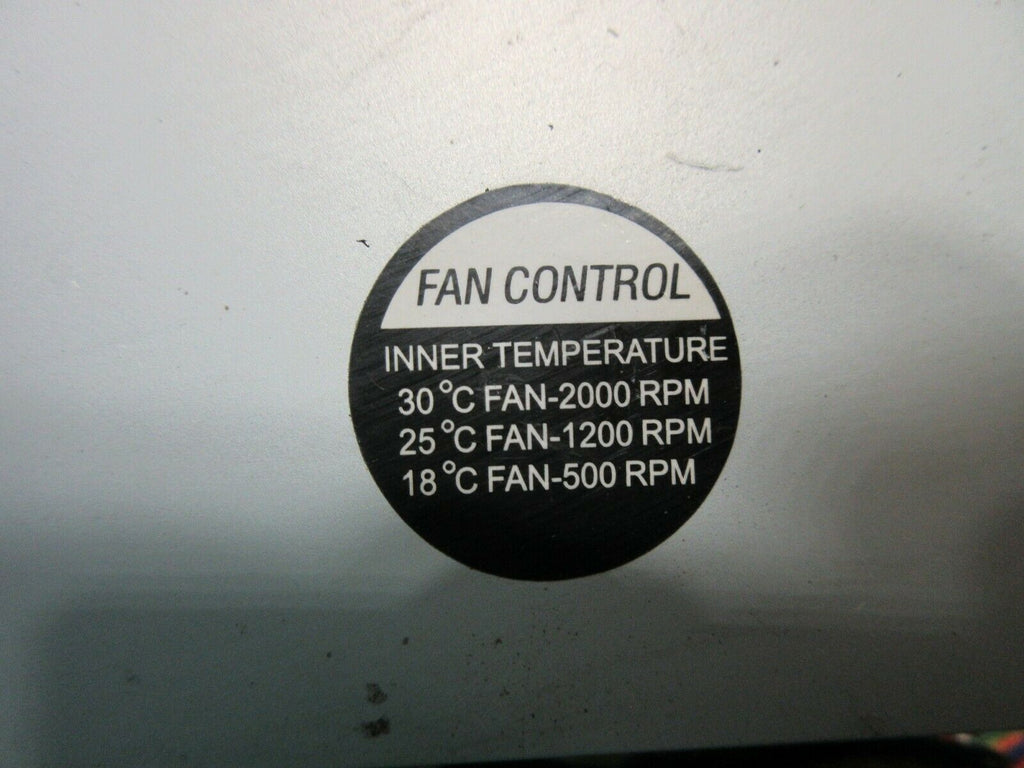 FAN CONTROL
INNER TEMPERATURE
30 °C FAN-2000 RPM
25 °C FAN-1200 RPM
18 °C FAN-500 RPM